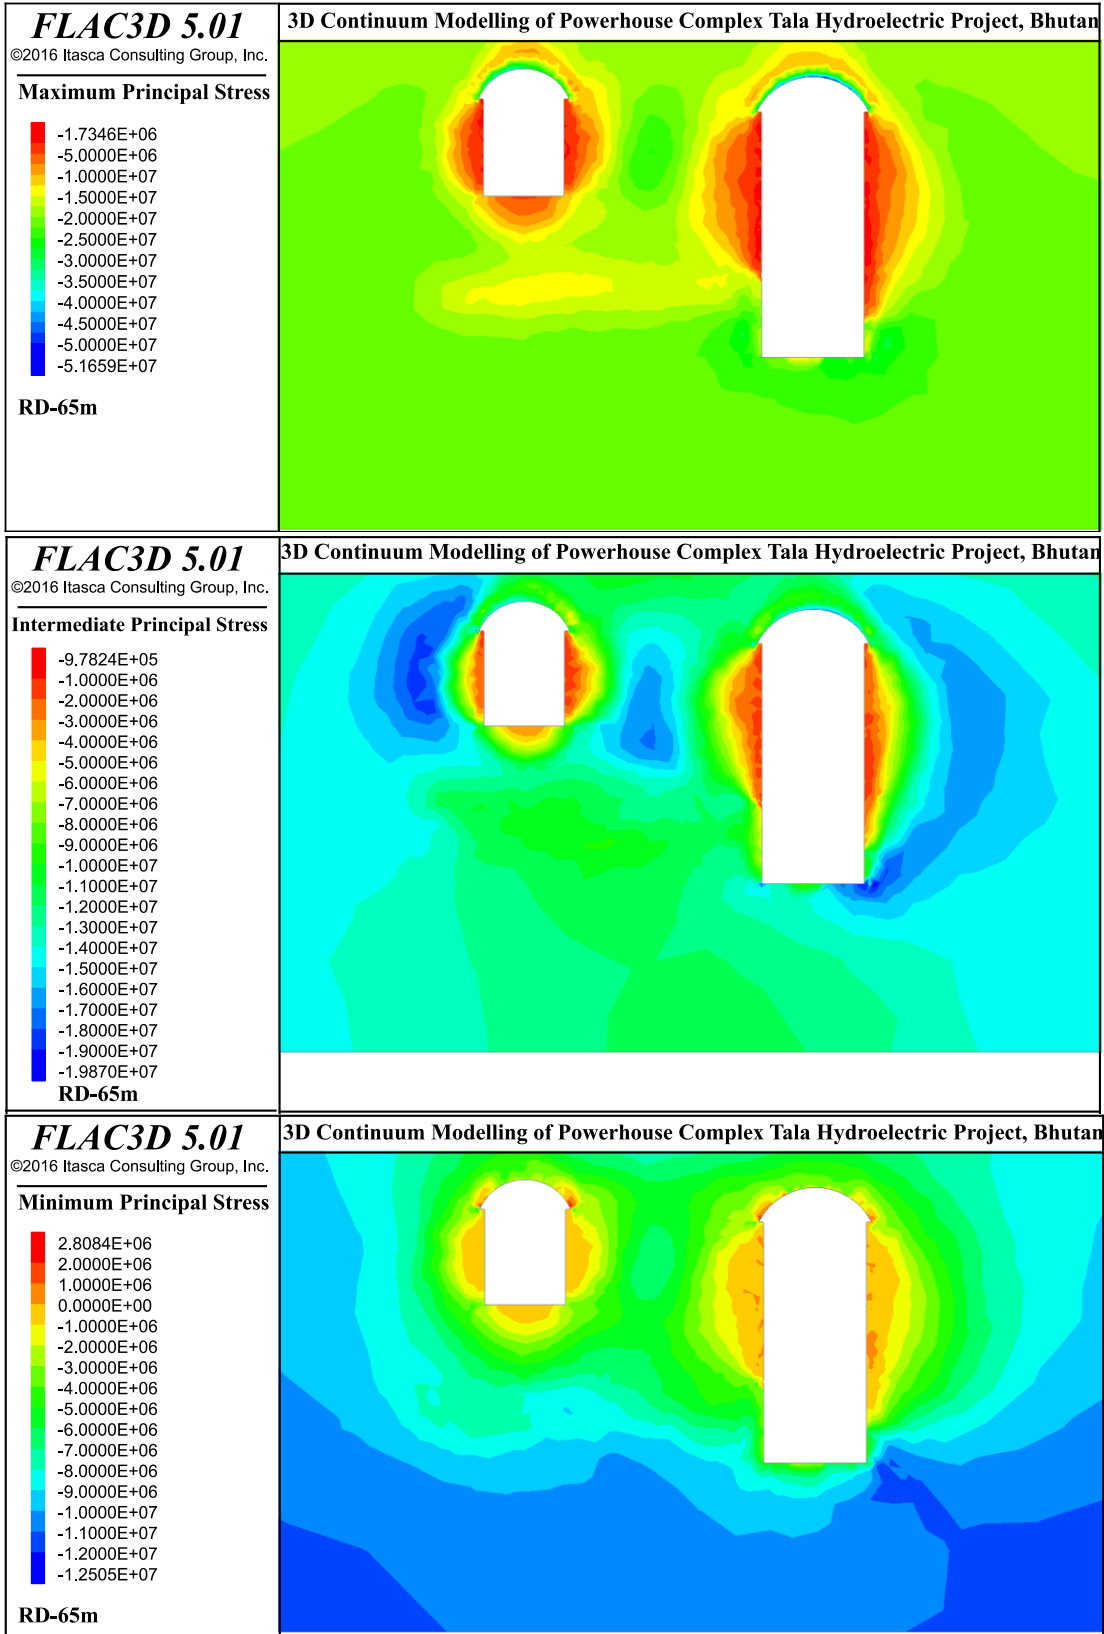 FLAC3D 5.01
©2016 Itasca Consulting Group, Inc.
Maximum Principal Stress
-1.7346E+06
-5.0000E+06
-1.0000E+07
-1.5000E+07
-2.0000E+07
-2.5000E+07
-3.0000E+07
-3.5000E+07
-4.0000E+07
-4.5000E+07
-5.0000E+07
-5.1659E+07
RD-65m
3D Continuum Modelling of Powerhouse Complex Tala Hydroelectric Project, Bhutan
FLAC3D 5.01
©2016 Itasca Consulting Group, Inc.
Intermediate Principal Stress
-9.7824E+05
-1.0000E+06
-2.0000E+06
-3.0000E+06
-4.0000E+06
-5.0000E+06
-6.0000E+06
-7.0000E+06
-8.0000E+06
-9.0000E+06
-1.0000E+07
-1.1000E+07
-1.2000E+07
-1.3000E+07
-1.4000E+07
-1.5000E+07
-1.6000E+07
-1.7000E+07
-1.8000E+07
-1.9000E+07
-1.9870E+07
RD-65m
3D Continuum Modelling of Powerhouse Complex Tala Hydroelectric Project, Bhutan
FLAC3D 5.01
©2016 Itasca Consulting Group, Inc.
Minimum Principal Stress
2.8084E+06
2.0000E+06
1.0000E+06
0.0000E+00
-1.0000E+06
-2.0000E+06
-3.0000E+06
-4.0000E+06
-5.0000E+06
-6.0000E+06
-7.0000E+06
-8.0000E+06
-9.0000E+06
-1.0000E+07
-1.1000E+07
-1.2000E+07
-1.2505E+07
RD-65m
3D Continuum Modelling of Powerhouse Complex Tala Hydroelectric Project, Bhutan